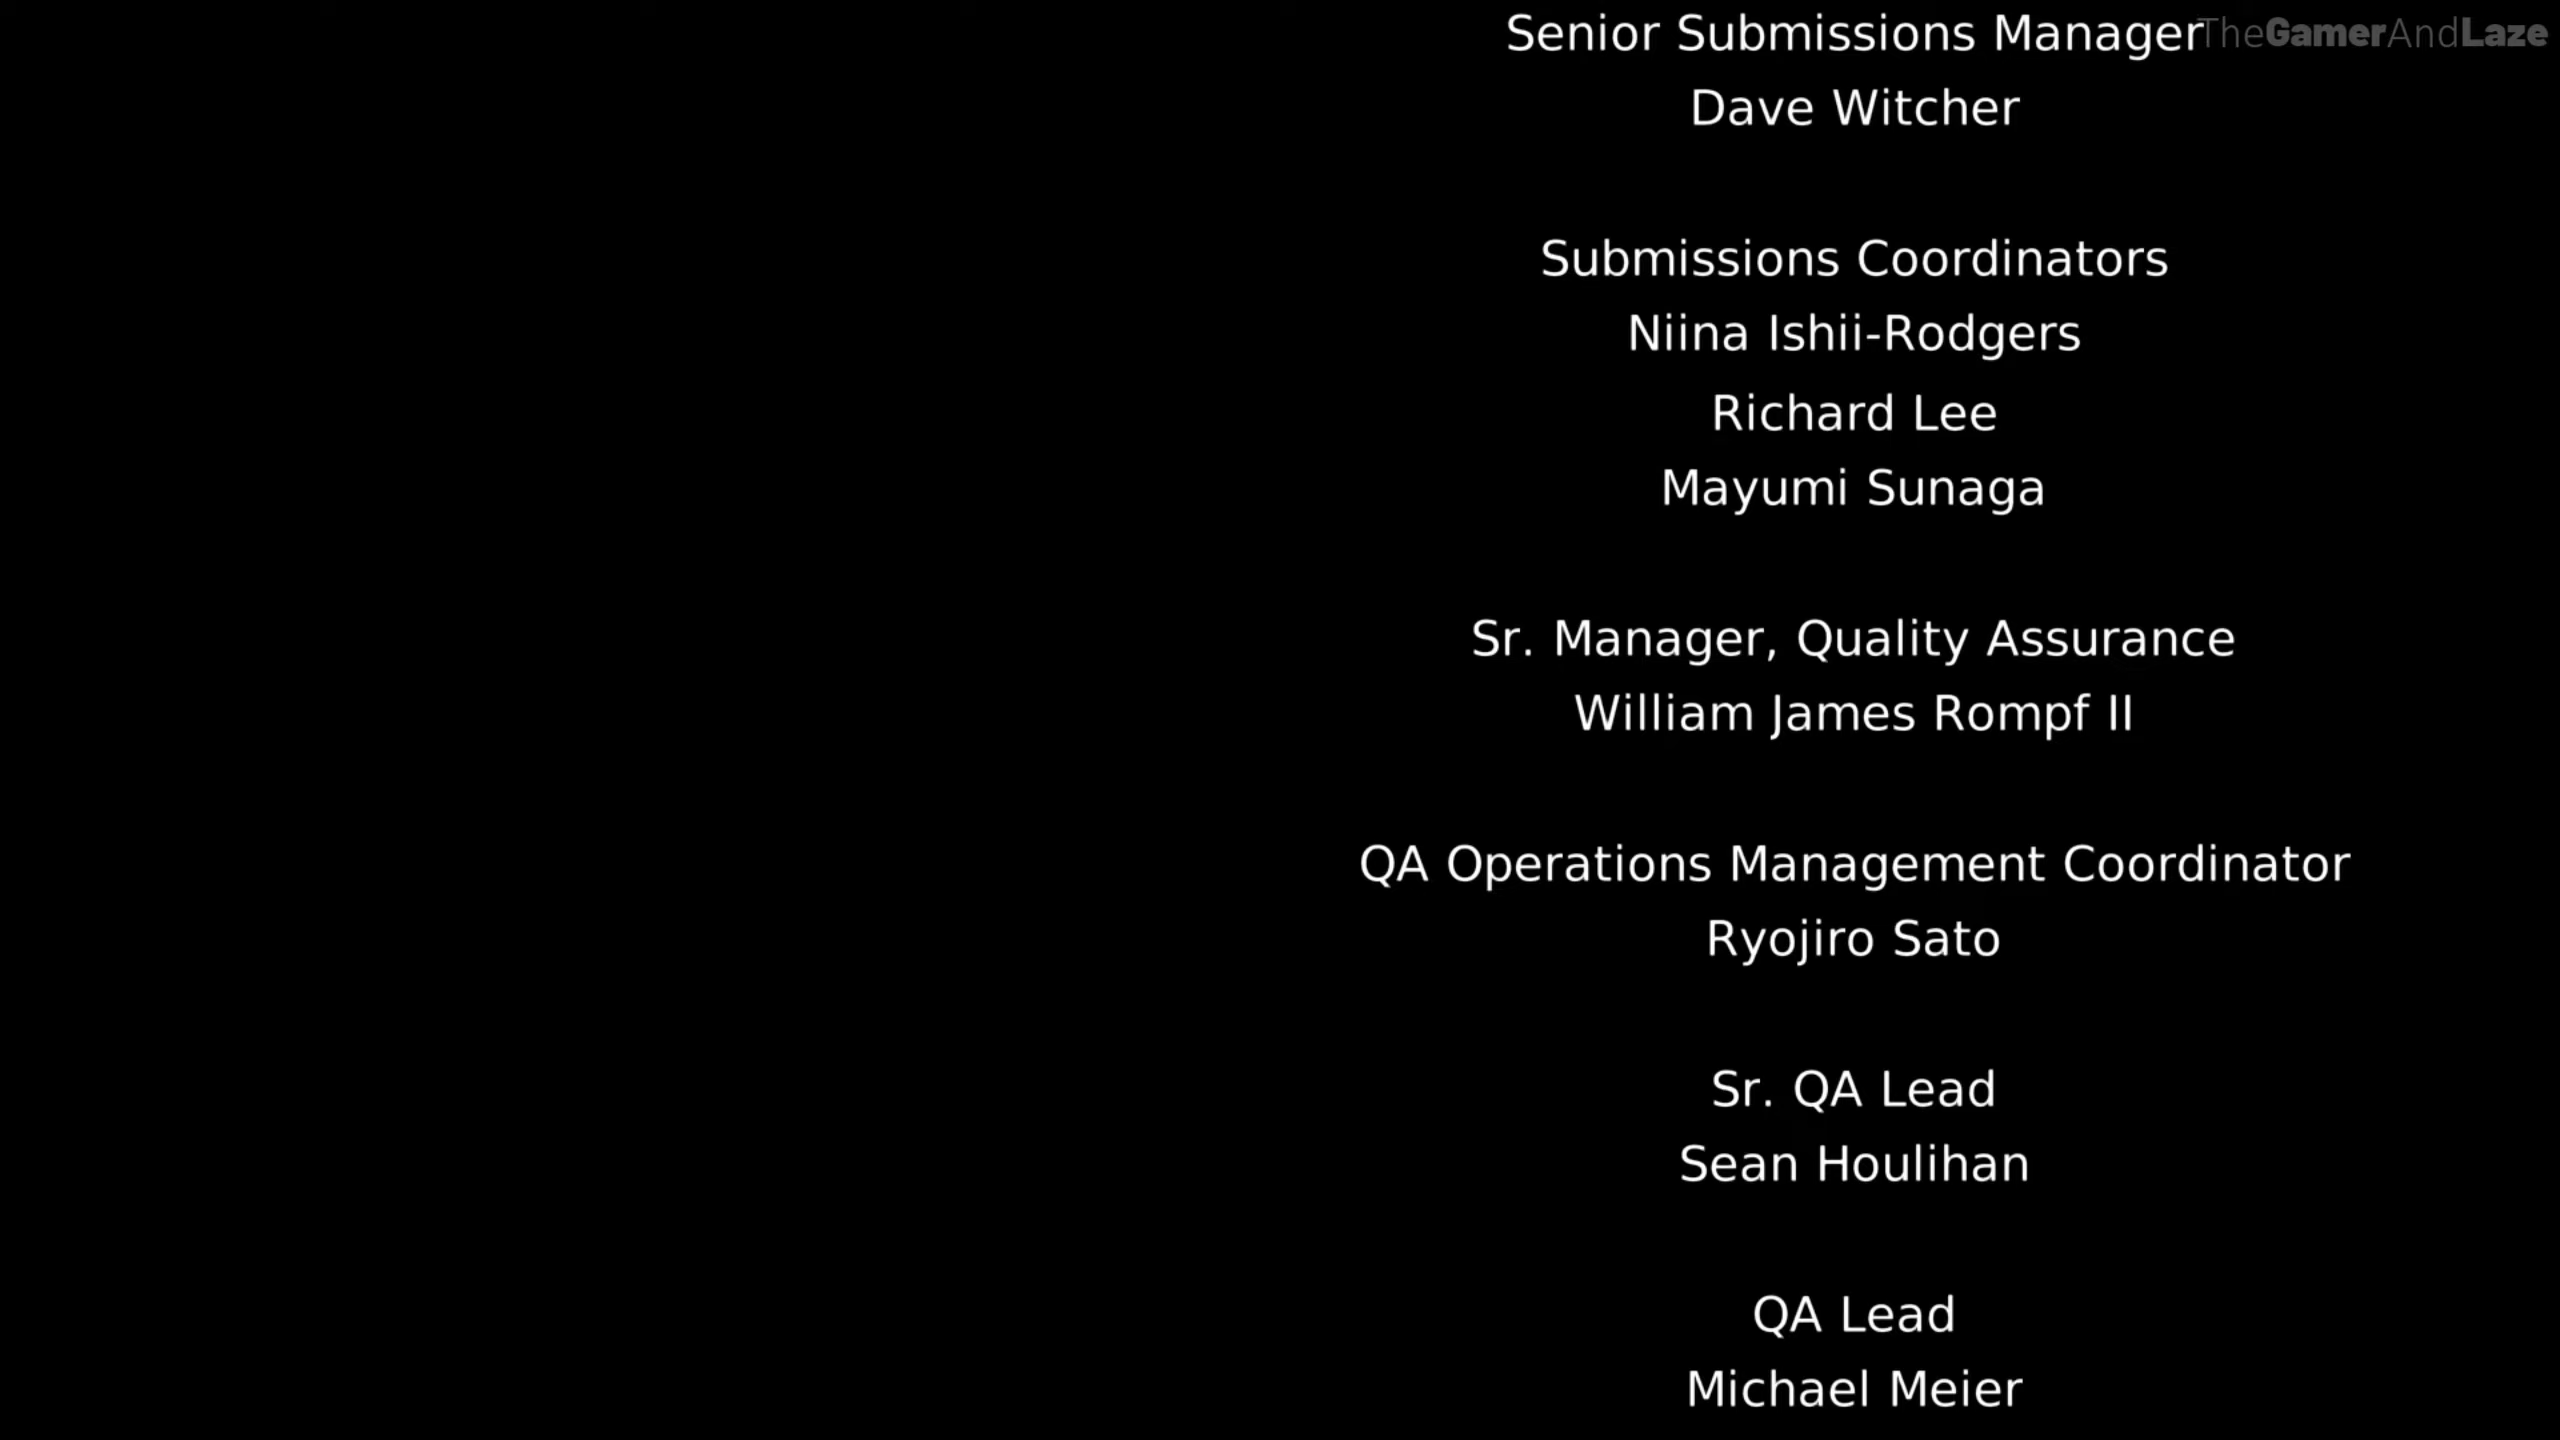 Senior Submissions Manager
TheGamerAndLaze
Dave Witcher
Submissions Coordinators
Niina Ishii-Rodgers
Richard Lee
Mayumi Sunaga
Sr. Manager, Quality Assurance
William James Rompf II
QA Operations Management Coordinator
Ryojiro Sato
Sr. QA Lead
Sean Houlihan
QA Lead
Michael Meier